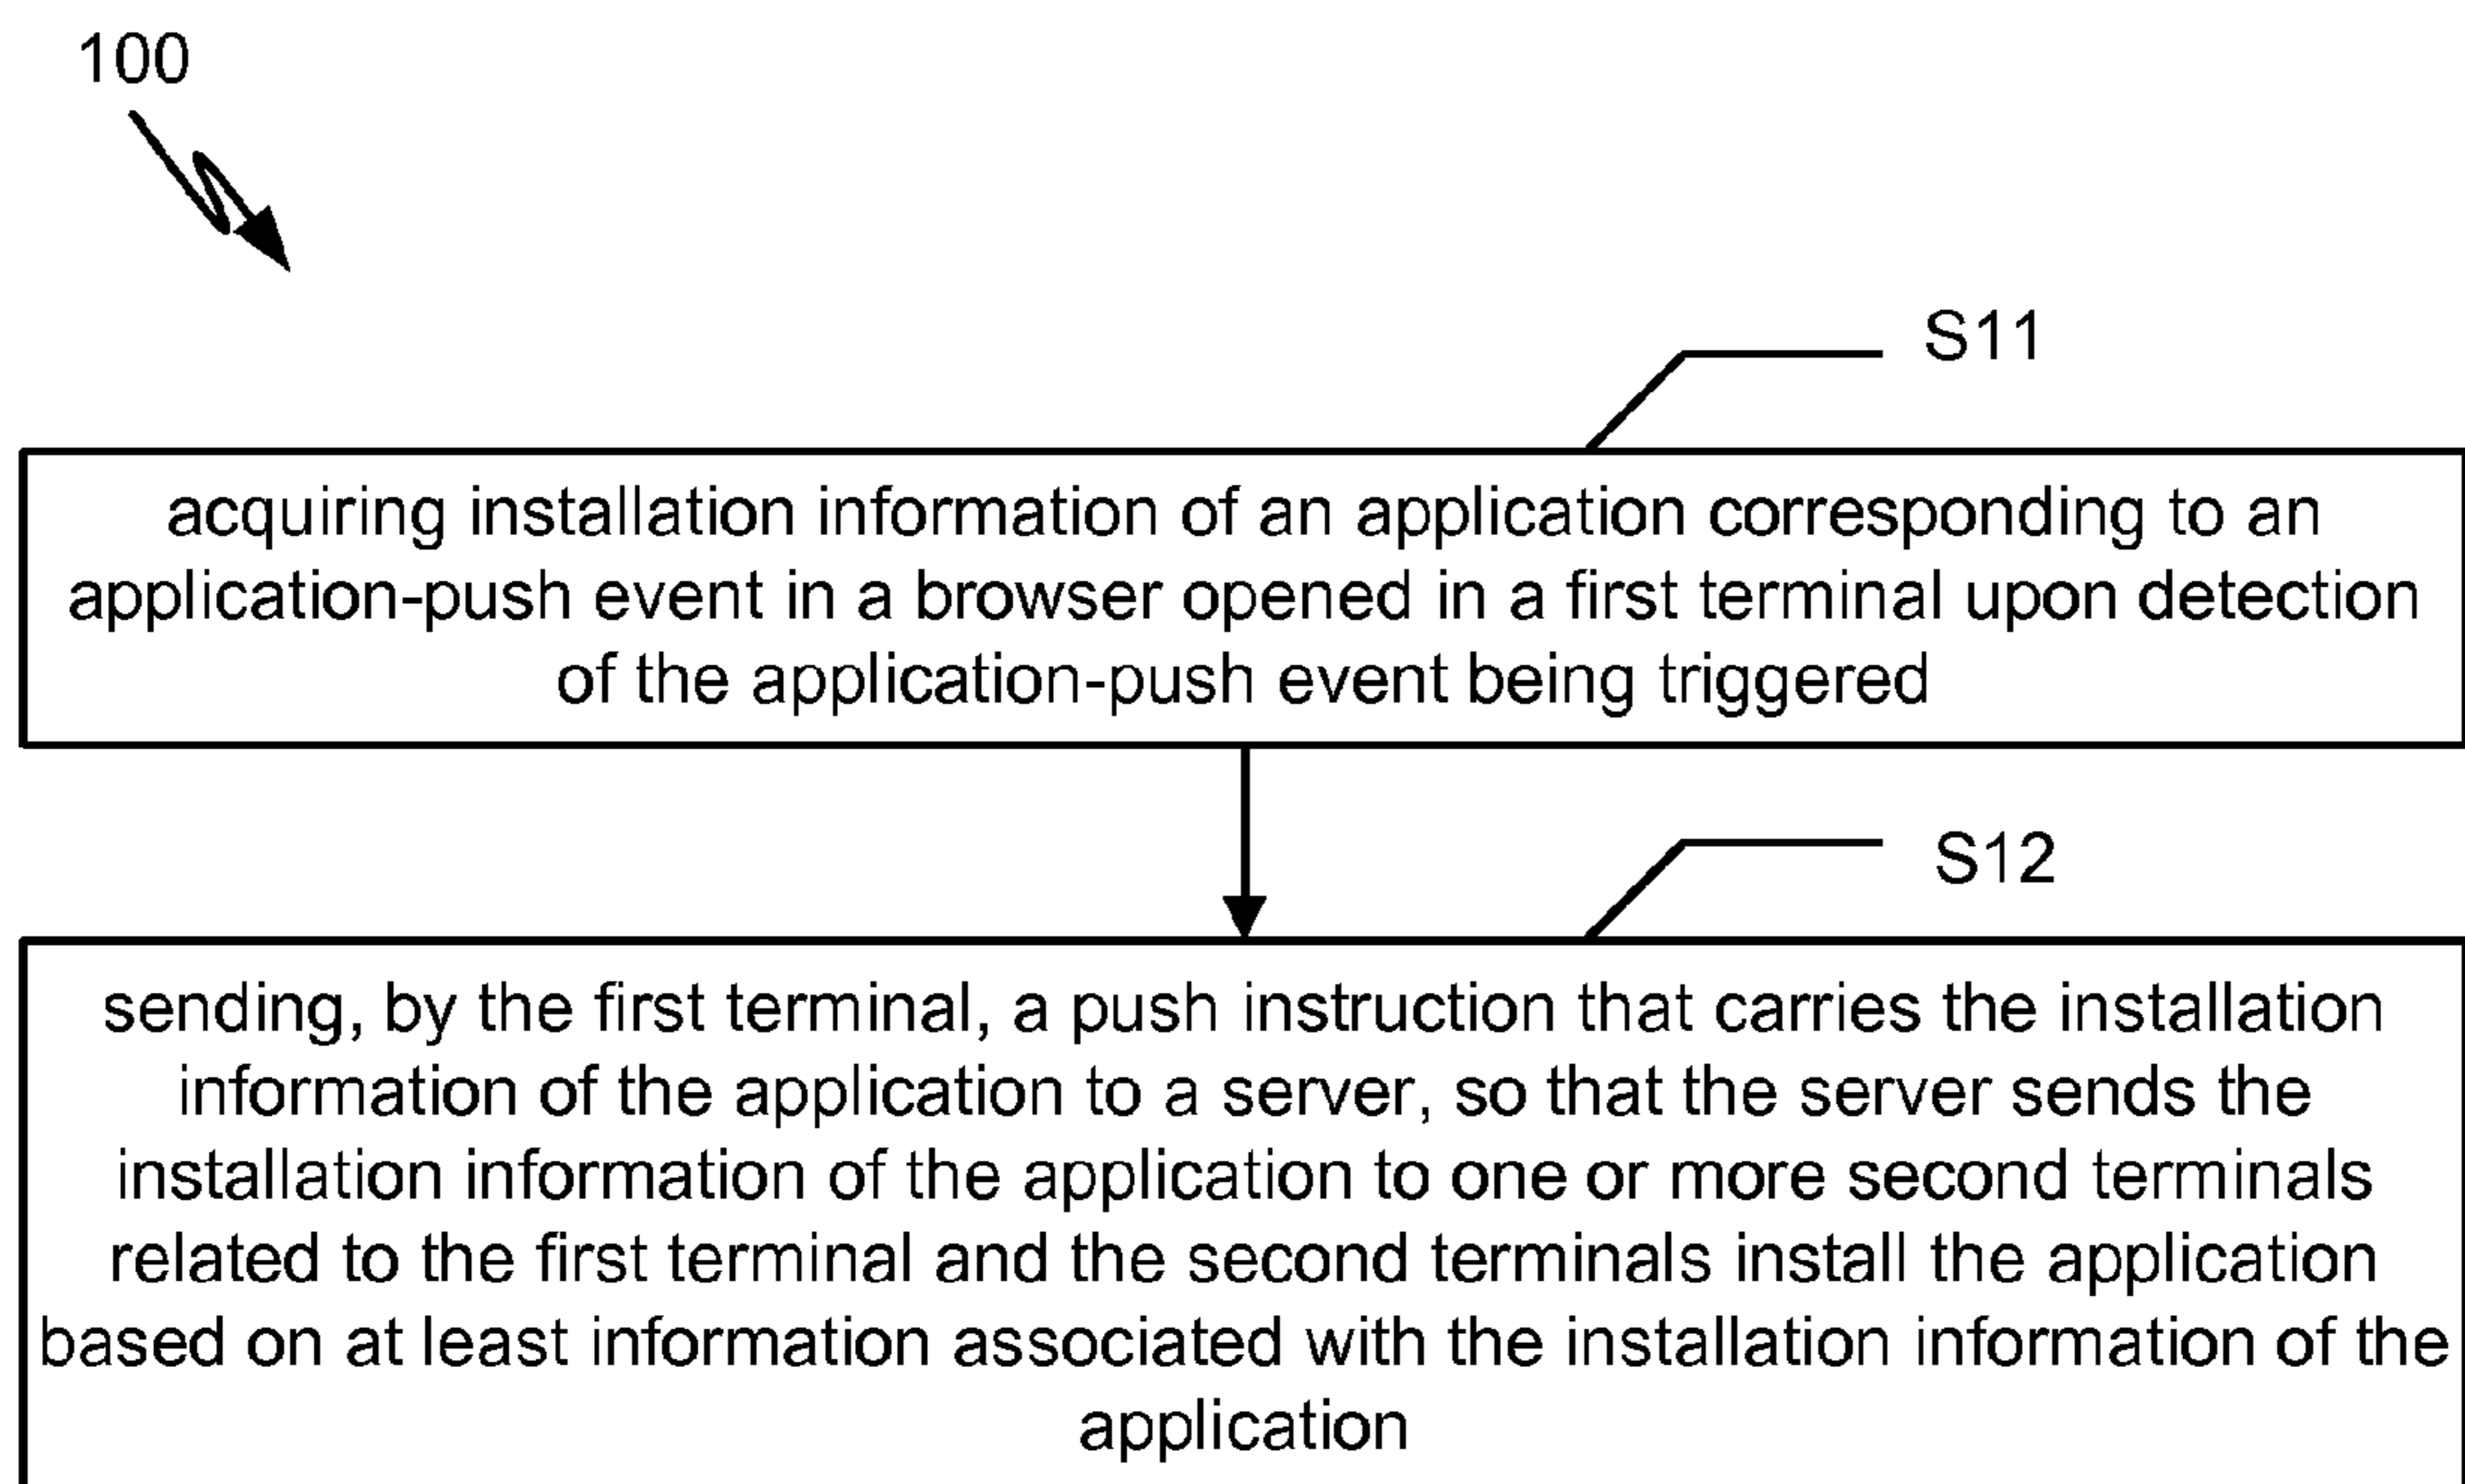 100
S11
acquiring installation information of an application corresponding to an
application-push event in a browser opened in a first terminal upon detection
of the application-push event being triggered
S12
sending, by the first terminal, a push instruction that carries the installation
information of the application to a server, so that the server sends the
installation information of the application to one or more second terminals
related to the first terminal and the second terminals install the application
based on at least information associated with the installation information of the
application